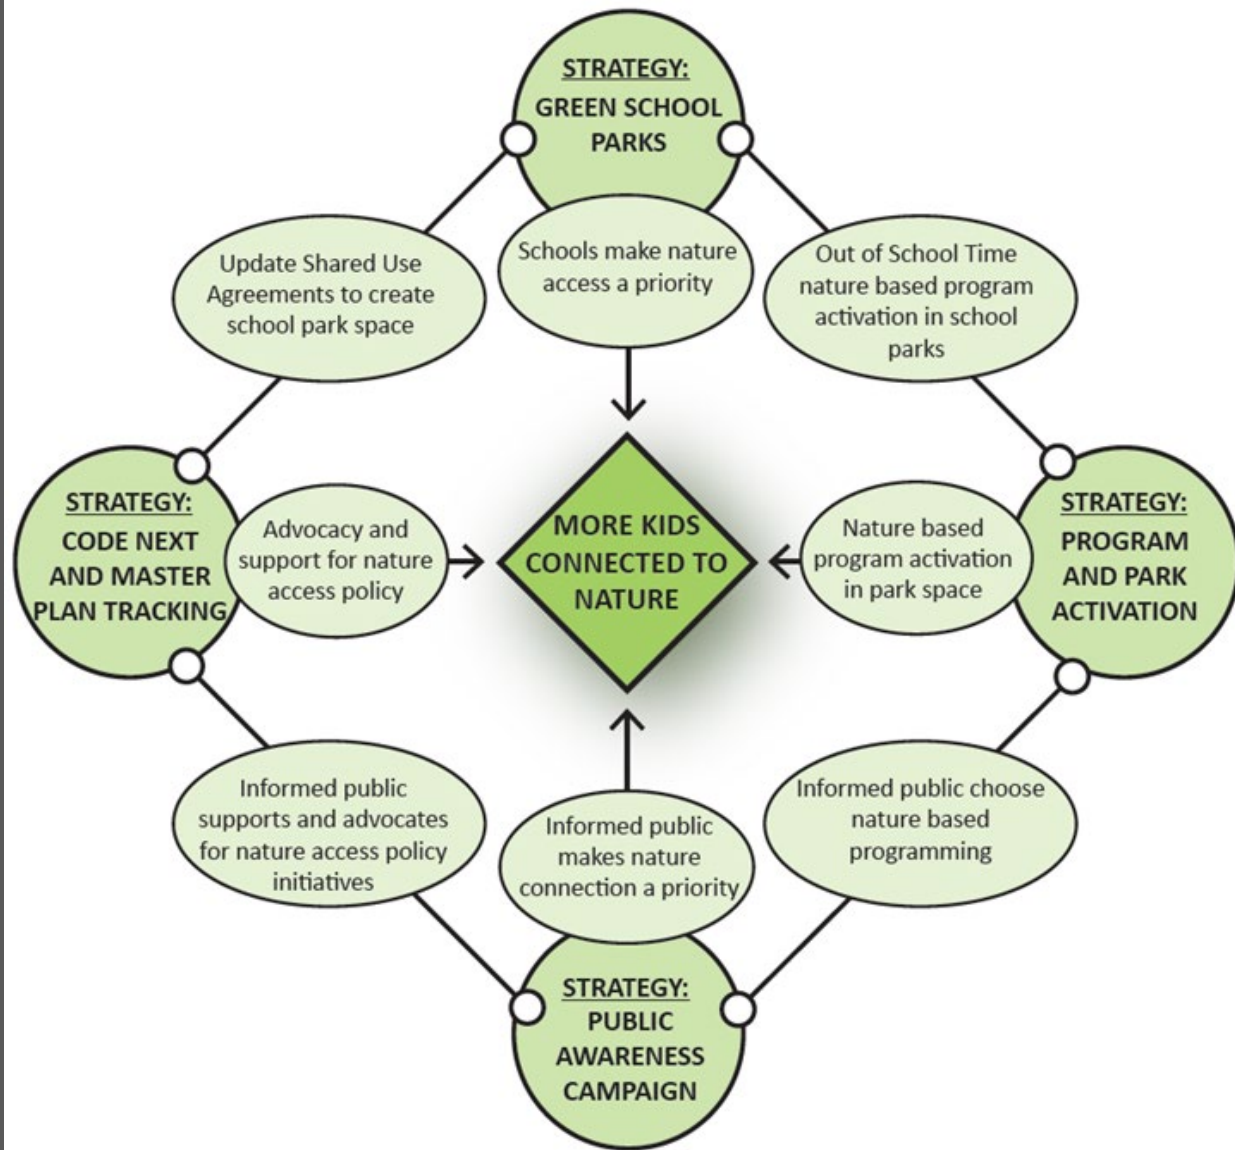 STRATEGY:
GREEN SCHOOL
PARKS
Schools make nature
access a priority
Update Shared Use
Agreements to create
school park space
Out of School Time
nature based program
activation in school
parks
STRATEGY:
CODE NEXT
AND MASTER
PLAN TRACKING
Advocacy and
support for nature
access policy
MORE KIDS
CONNECTED TO
NATURE
Nature based
program activation
in park space
STRATEGY:
PROGRAM
AND PARK
ACTIVATION
Informed public
supports and advocates
for nature access policy
initiatives
Informed public
makes nature
connection a priority
Informed public choose
nature based
programming
STRATEGY:
PUBLIC
AWARENESS
CAMPAIGN